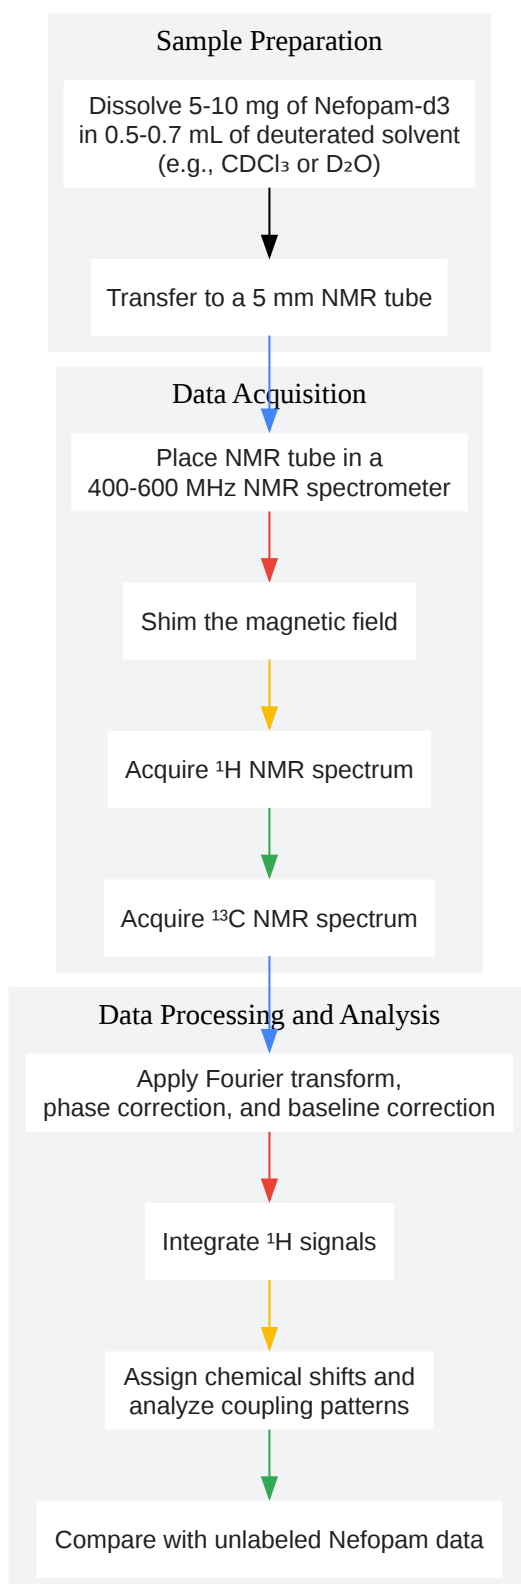 Sample Preparation
Dissolve 5-10 mg of Nefopam-d3
in 0.5-0.7 mL of deuterated solvent
(e.g., CDCl₃ or D₂O)
Transfer to a 5 mm NMR tube
Data Acquisition
Place NMR tube in a
400-600 MHz NMR spectrometer
Shim the magnetic field
Acquire ¹H NMR spectrum
Acquire ¹³C NMR spectrum
Data Processing and Analysis
Apply Fourier transform,
phase correction, and baseline correction
Integrate ¹H signals
Assign chemical shifts and
analyze coupling patterns
Compare with unlabeled Nefopam data